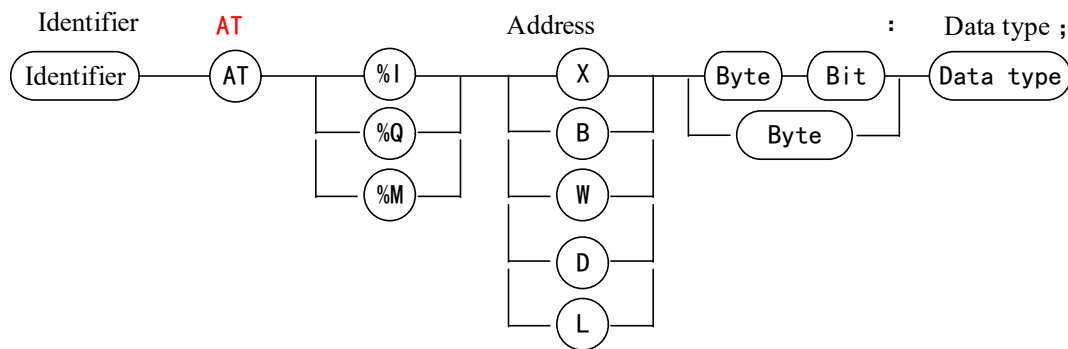 Identifier AT Address : Data type ;
Identifier AT %I X Byte Bit Data type
%Q B Byte
%M W
D
L